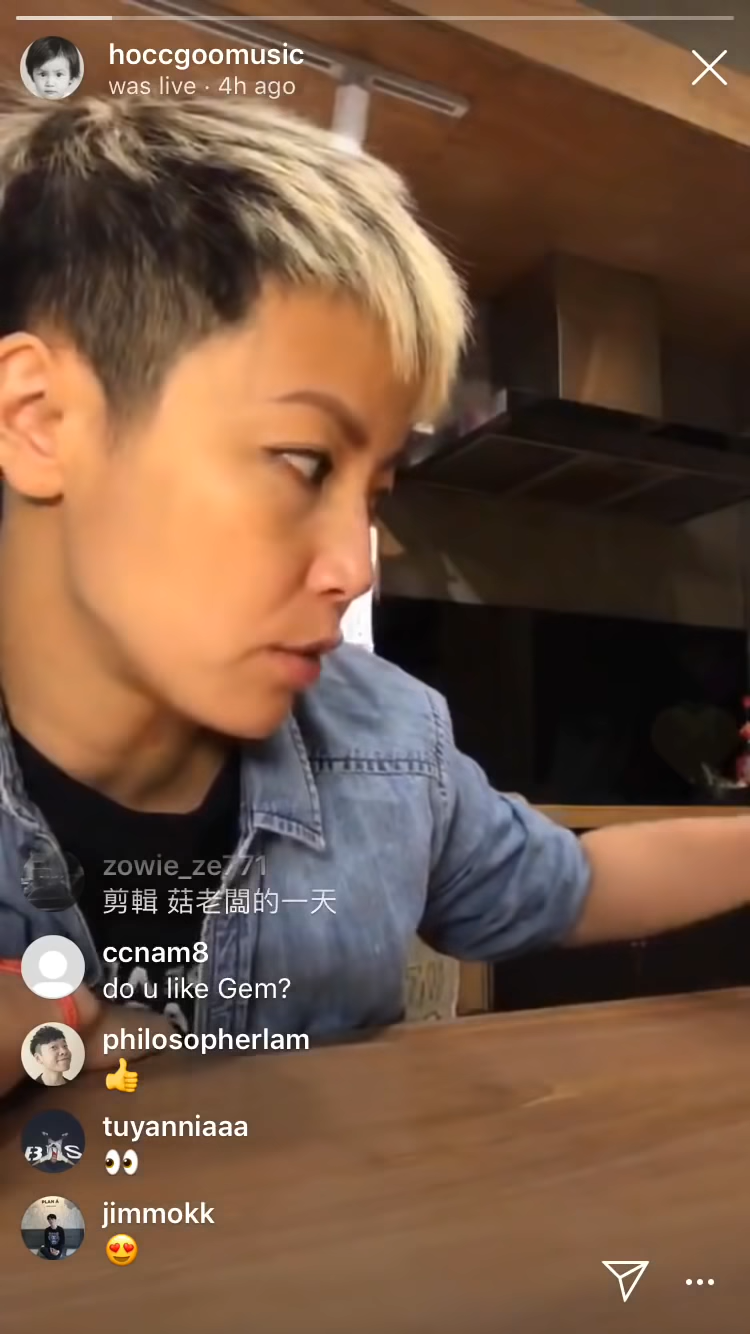 hoccgoomusic
was live · 4h ago
zowie_ze771
剪輯 菇老闆的一天
ccnam8
do u like Gem?
philosopherlam
👍
tuyanniaaa
👀
jimmokk
😍